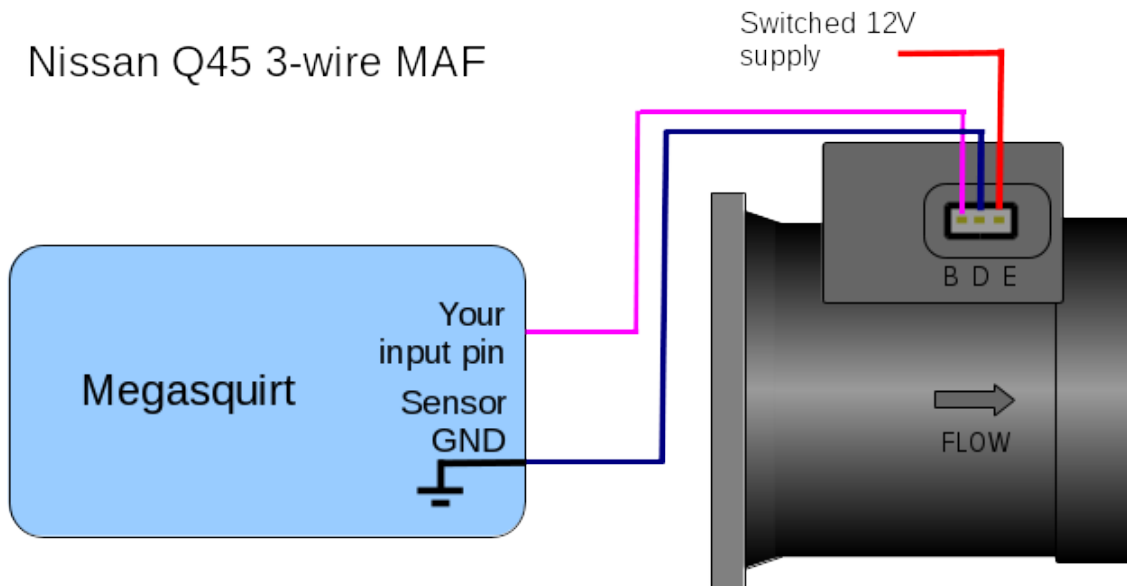 Nissan Q45 3-wire MAF
Switched 12V
supply
B D E
Your
input pin
Megasquirt
Sensor
GND
FLOW